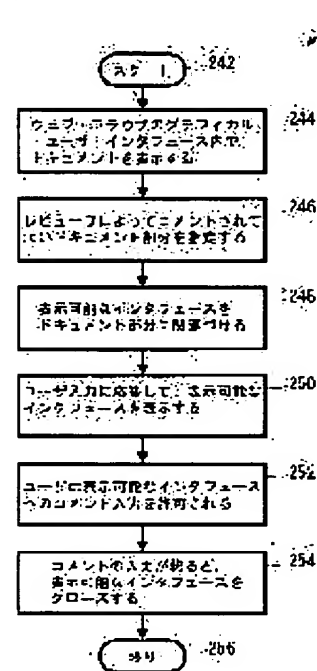 スタート
242
ウェブ・ブラウザのグラフィカル・
ユーザ・インタフェース内で
ドキュメントを表示する
244
レビューアによってコメントされて
いるドキュメント部分を
246
表示可能なインタフェースを
ドキュメント部分に関連づける
248
ユーザ入力に応答して、表示可能な
インタフェースを表示する
250
ユーザに表示可能なインタフェース
へのコメント入力を許可される
252
コメントの入力が終ると、
表示可能なインタフェースを
クローズする
254
終り
256